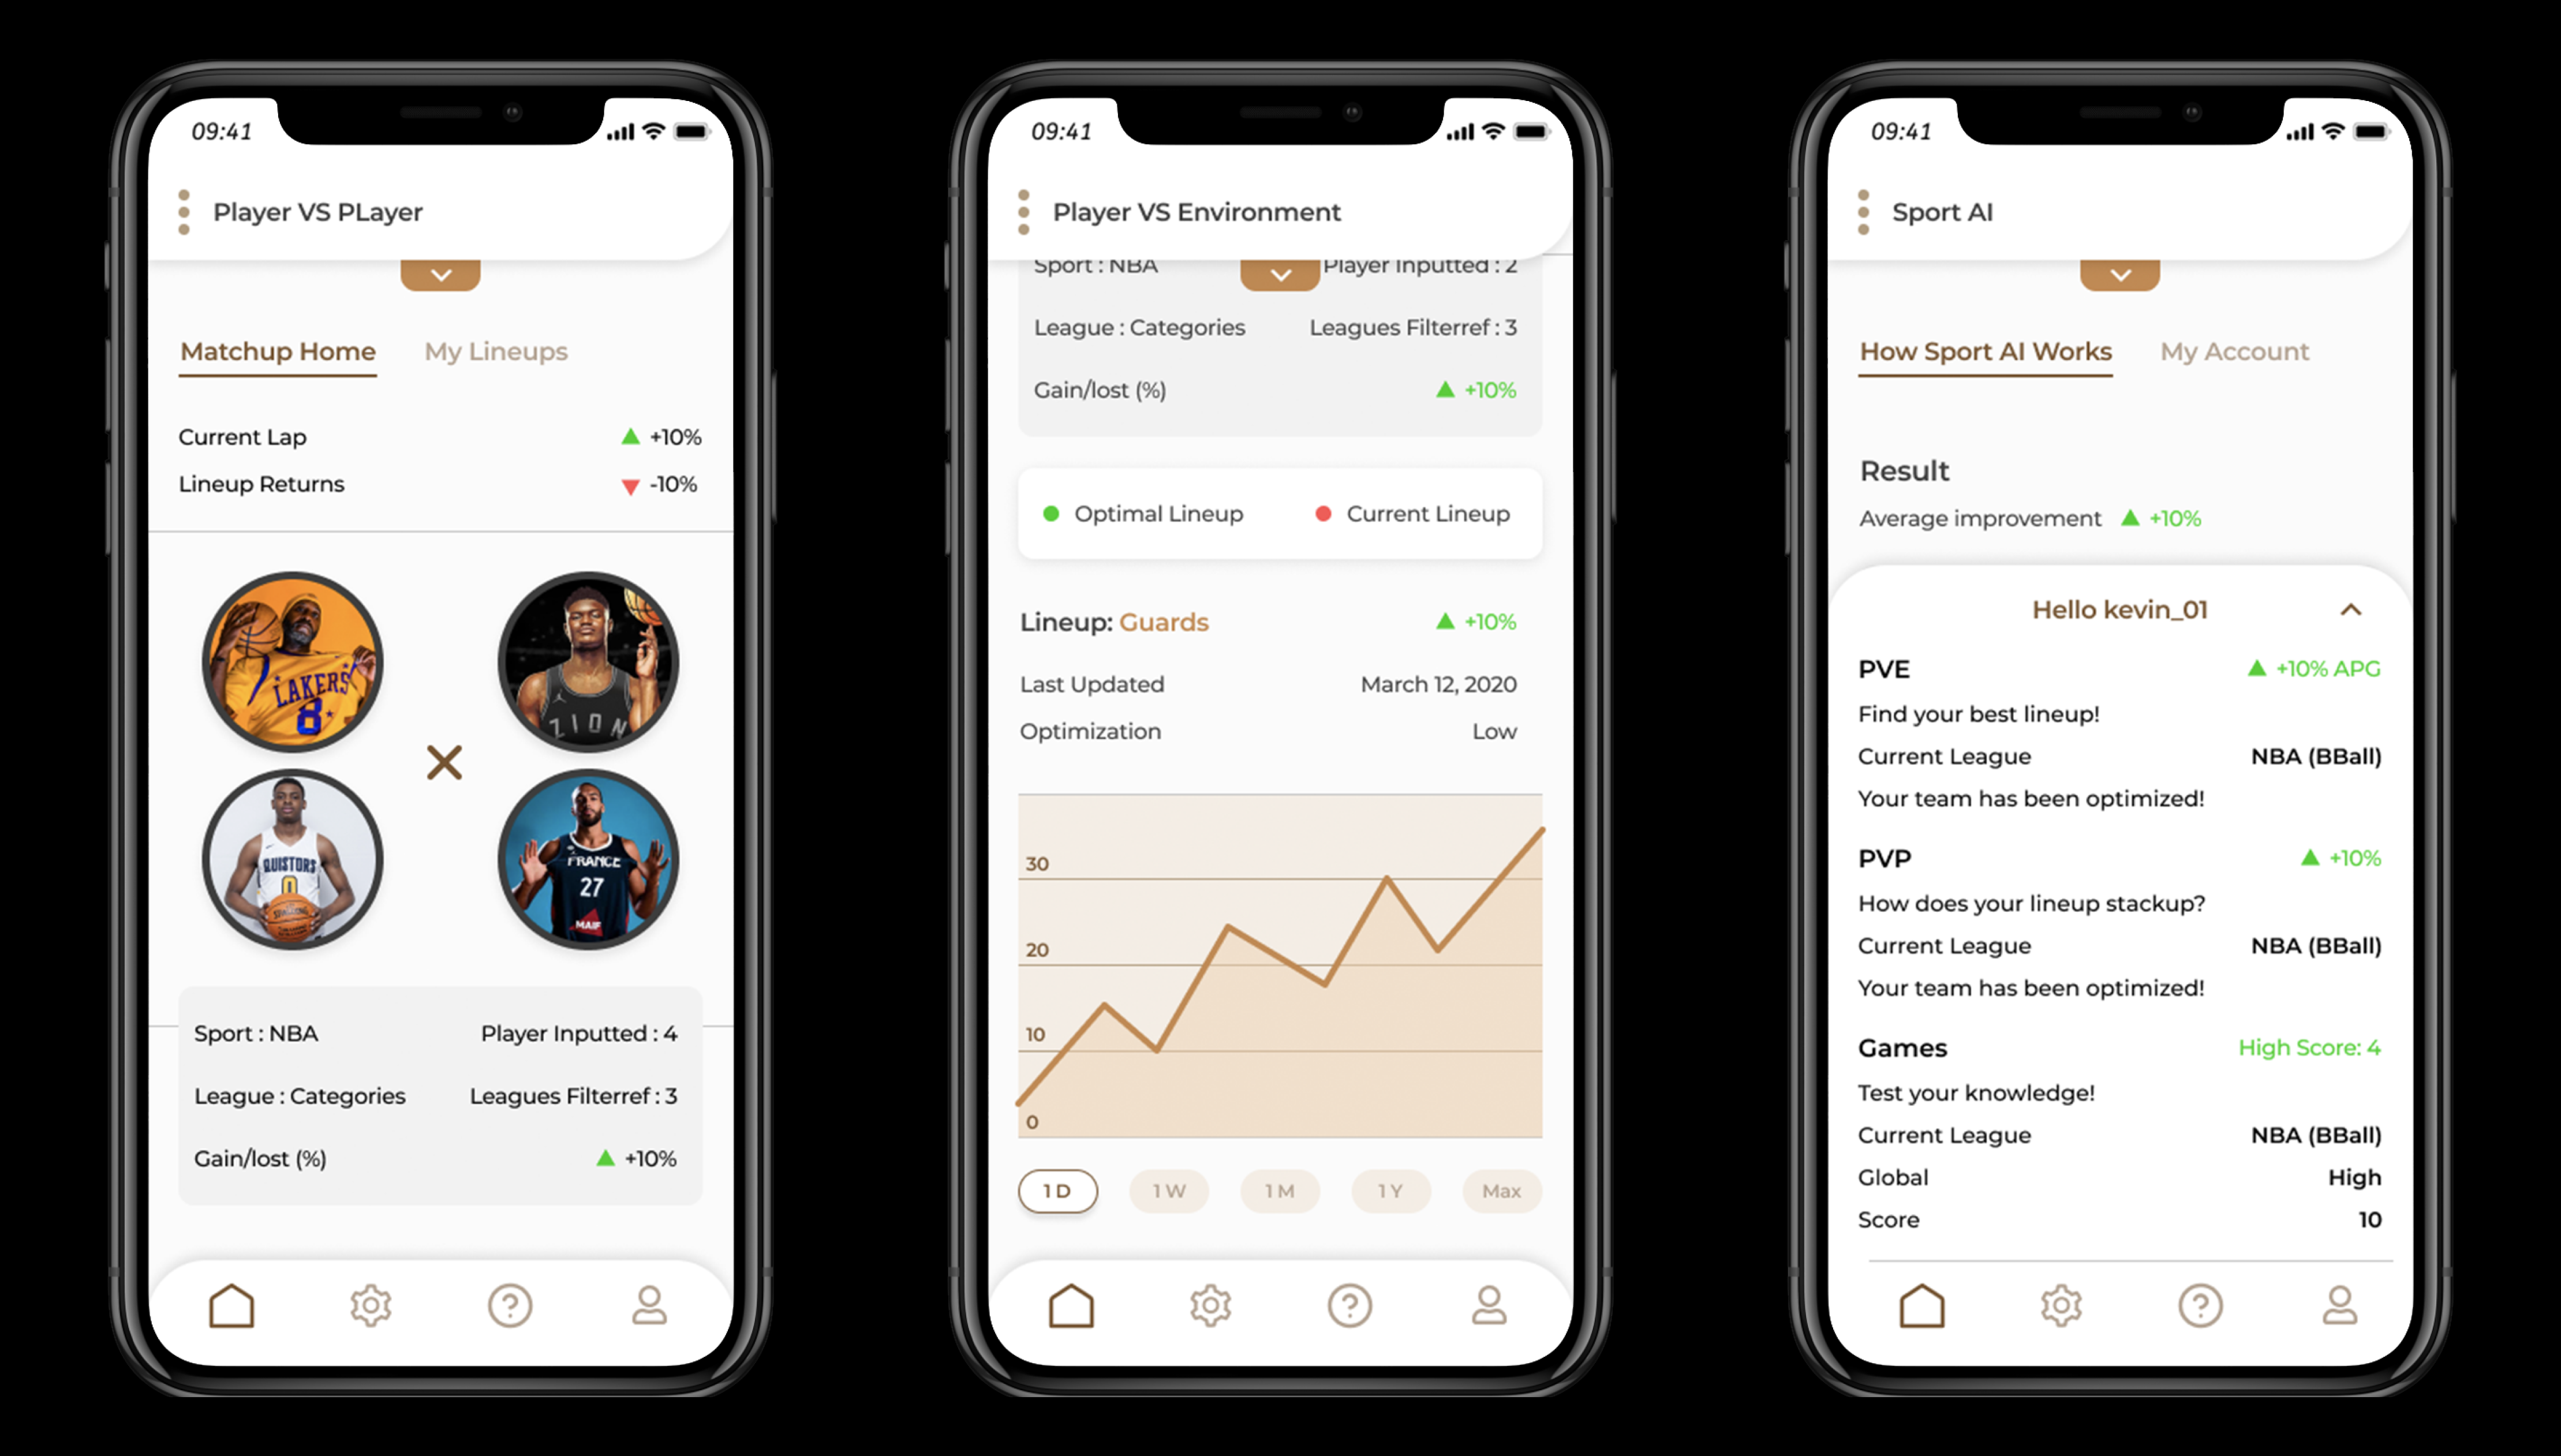 09:41
Player VS PLayer
Matchup Home My Lineups
Current Lap +10%
Lineup Returns -10%
LAKERS
8
ZION
QUISTORS
0
FRANCE
27
MAIF
Sport : NBA Player Inputted : 4
League : Categories Leagues Filterref : 3
Gain/lost (%) +10%
09:41
Player VS Environment
Sport : NBA Player Inputted : 2
League : Categories Leagues Filterref : 3
Gain/lost (%) +10%
Optimal Lineup Current Lineup
Lineup: Guards +10%
Last Updated March 12, 2020
Optimization Low
30
20
10
0
1 D 1 W 1 M 1 Y Max
09:41
Sport AI
How Sport AI Works My Account
Result
Average improvement +10%
Hello kevin_01
PVE +10% APG
Find your best lineup!
Current League NBA (BBall)
Your team has been optimized!
PVP +10%
How does your lineup stackup?
Current League NBA (BBall)
Your team has been optimized!
Games High Score: 4
Test your knowledge!
Current League NBA (BBall)
Global High
Score 10